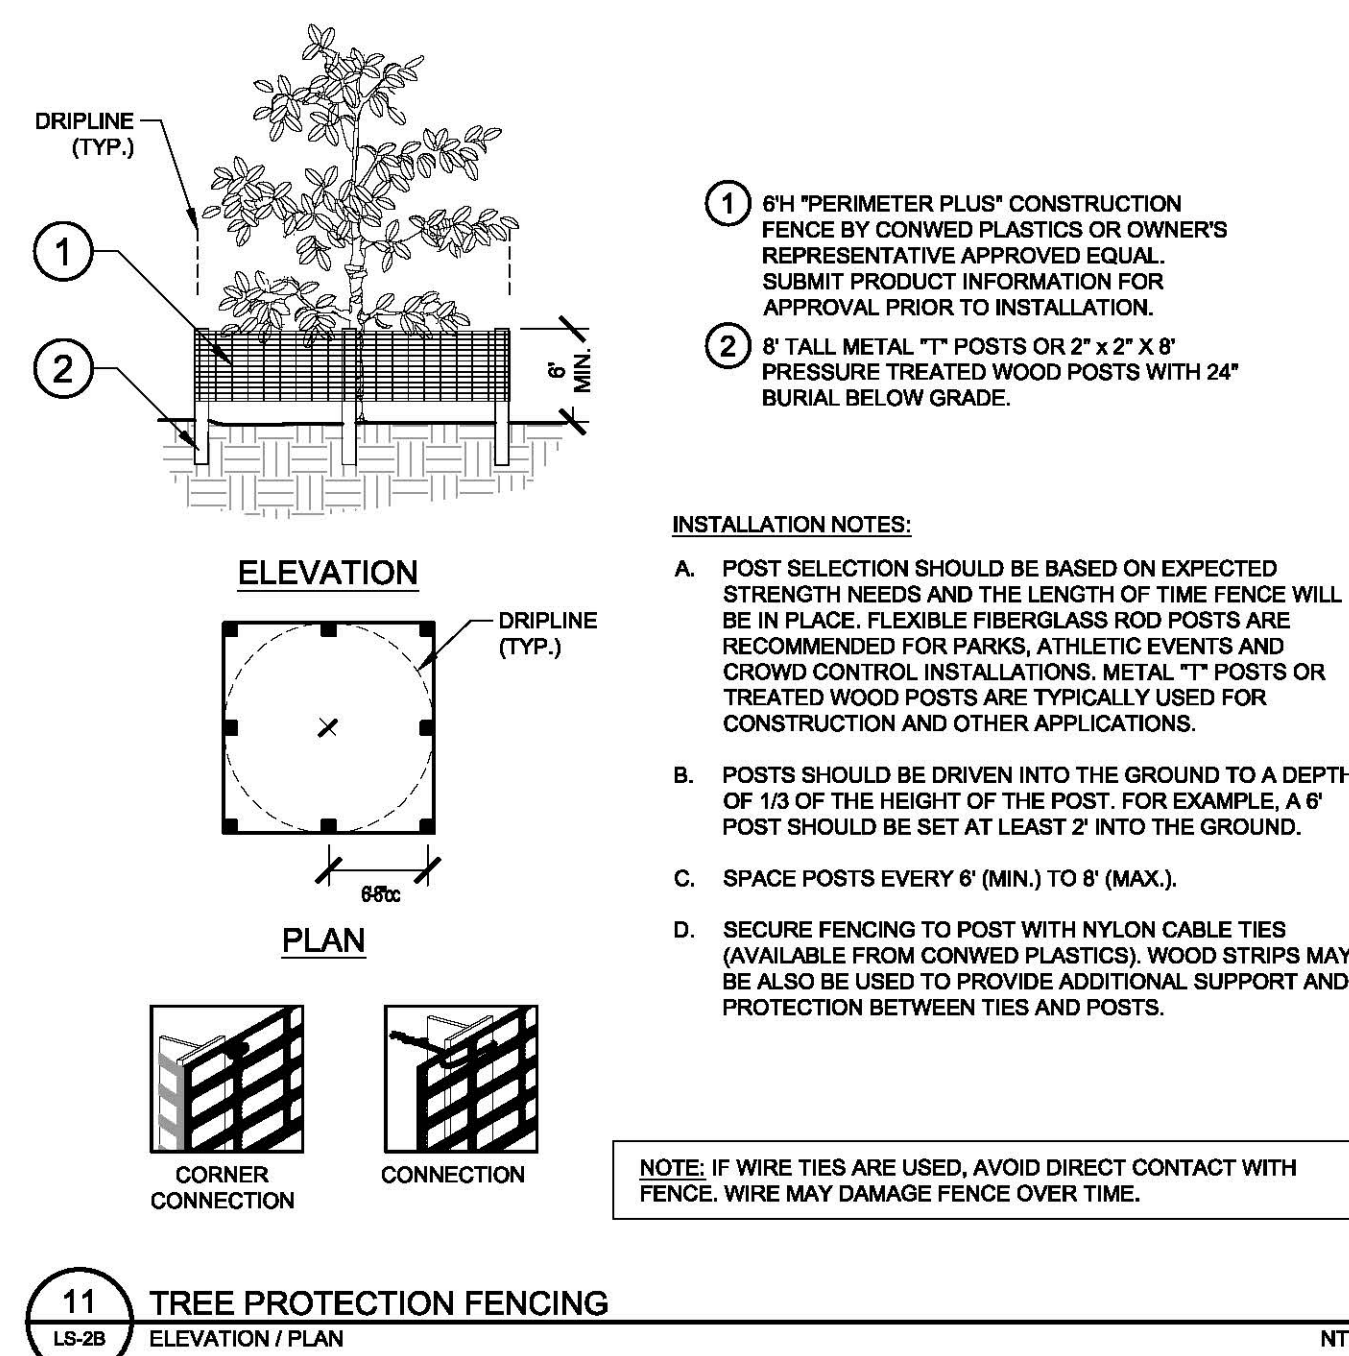 DRIPLINE
(TYP.)
1
2
6'
MIN.
ELEVATION
1 6'H "PERIMETER PLUS" CONSTRUCTION
FENCE BY CONWED PLASTICS OR OWNER'S
REPRESENTATIVE APPROVED EQUAL.
SUBMIT PRODUCT INFORMATION FOR
APPROVAL PRIOR TO INSTALLATION.
2 8' TALL METAL "T" POSTS OR 2" x 2" X 8'
PRESSURE TREATED WOOD POSTS WITH 24"
BURIAL BELOW GRADE.
DRIPLINE
(TYP.)
PLAN
CORNER
CONNECTION
CONNECTION
INSTALLATION NOTES:
A. POST SELECTION SHOULD BE BASED ON EXPECTED
STRENGTH NEEDS AND THE LENGTH OF TIME FENCE WILL
BE IN PLACE. FLEXIBLE FIBERGLASS ROD POSTS ARE
RECOMMENDED FOR PARKS, ATHLETIC EVENTS AND
CROWD CONTROL INSTALLATIONS. METAL "T" POSTS OR
TREATED WOOD POSTS ARE TYPICALLY USED FOR
CONSTRUCTION AND OTHER APPLICATIONS.
B. POSTS SHOULD BE DRIVEN INTO THE GROUND TO A DEPTH
OF 1/3 OF THE HEIGHT OF THE POST. FOR EXAMPLE, A 6'
POST SHOULD BE SET AT LEAST 2' INTO THE GROUND.
C. SPACE POSTS EVERY 6' (MIN.) TO 8' (MAX.).
D. SECURE FENCING TO POST WITH NYLON CABLE TIES
(AVAILABLE FROM CONWED PLASTICS). WOOD STRIPS MAY
BE ALSO BE USED TO PROVIDE ADDITIONAL SUPPORT AND
PROTECTION BETWEEN TIES AND POSTS.
NOTE: IF WIRE TIES ARE USED, AVOID DIRECT CONTACT WITH
FENCE. WIRE MAY DAMAGE FENCE OVER TIME.
11 TREE PROTECTION FENCING
LS-2B ELEVATION / PLAN NT